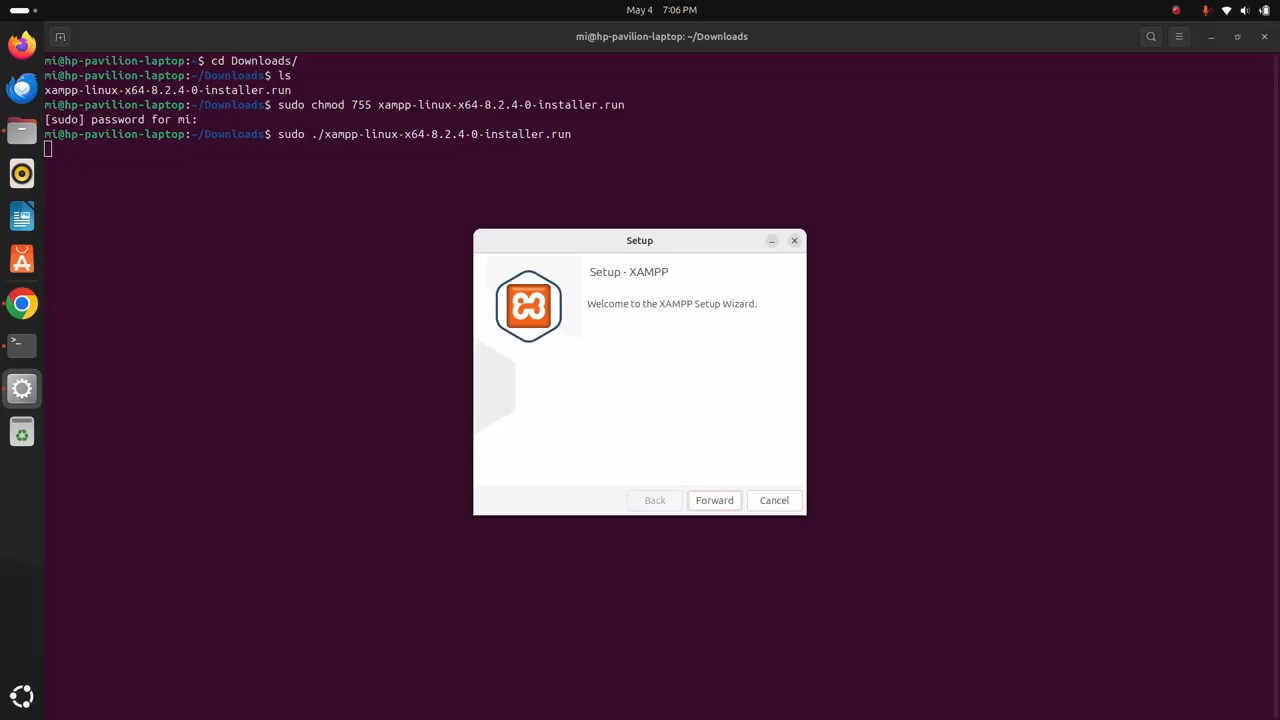 May 4 7:06 PM
mi@hp-pavilion-laptop: ~/Downloads
mi@hp-pavilion-laptop:~$ cd Downloads/
mi@hp-pavilion-laptop:~/Downloads$ ls
xampp-linux-x64-8.2.4-0-installer.run
mi@hp-pavilion-laptop:~/Downloads$ sudo chmod 755 xampp-linux-x64-8.2.4-0-installer.run
[sudo] password for mi:
mi@hp-pavilion-laptop:~/Downloads$ sudo ./xampp-linux-x64-8.2.4-0-installer.run
Setup
Setup - XAMPP
Welcome to the XAMPP Setup Wizard.
Back Forward Cancel